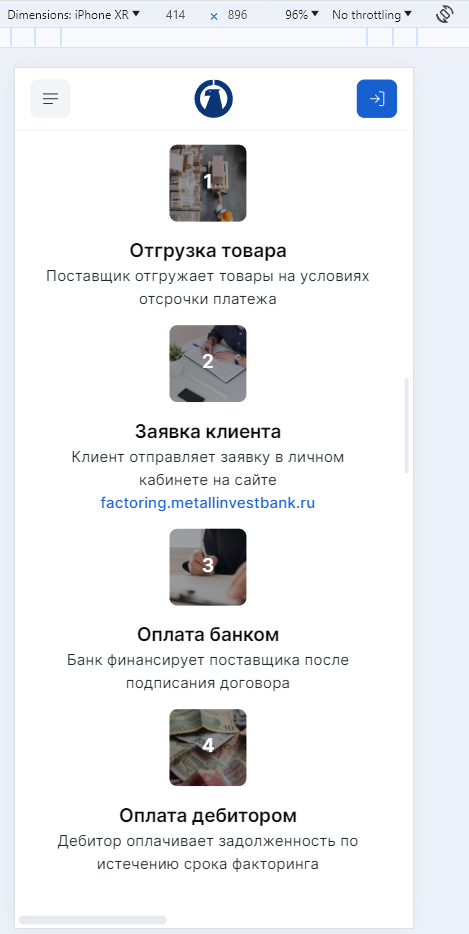 Dimensions: iPhone XR ▼ 414 × 896 96% ▼ No throttling ▼
1
Отгрузка товара
Поставщик отгружает товары на условиях
отсрочки платежа
2
Заявка клиента
Клиент отправляет заявку в личном
кабинете на сайте
factoring.metallinvestbank.ru
3
Оплата банком
Банк финансирует поставщика после
подписания договора
4
Оплата дебитором
Дебитор оплачивает задолженность по
истечению срока факторинга